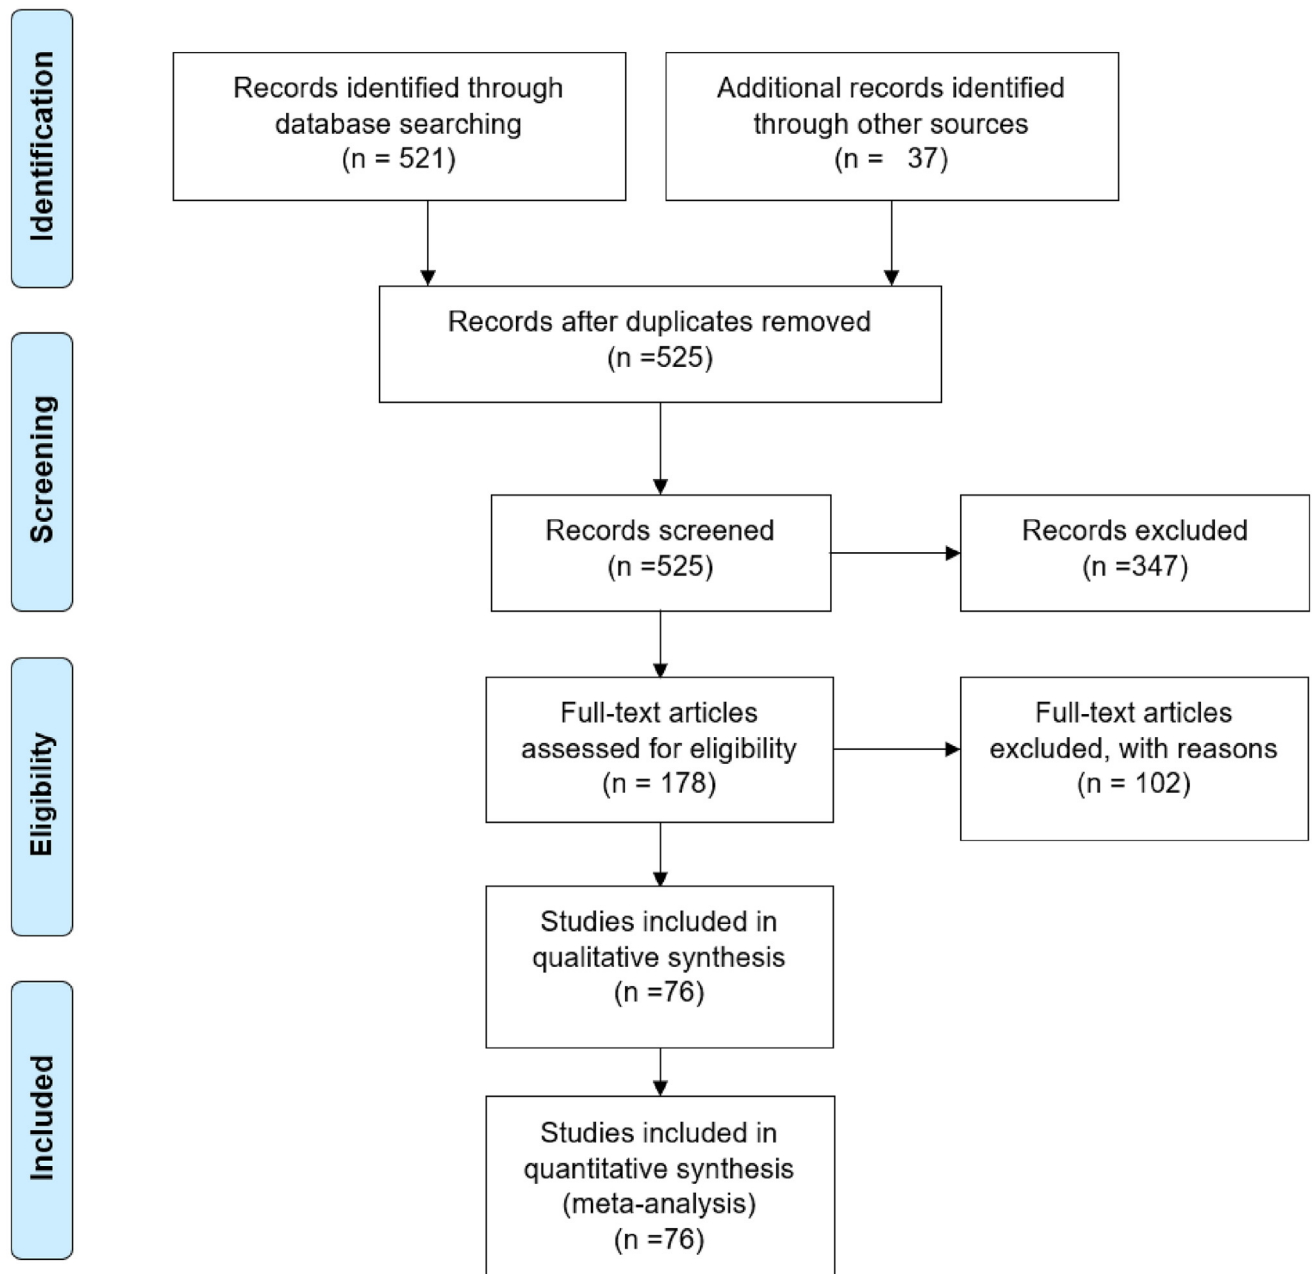 Identification
Records identified through
database searching
(n = 521)
Additional records identified
through other sources
(n = 37)
Records after duplicates removed
(n =525)
Screening
Records screened
(n =525)
Records excluded
(n =347)
Eligibility
Full-text articles
assessed for eligibility
(n = 178)
Full-text articles
excluded, with reasons
(n = 102)
Studies included in
qualitative synthesis
(n =76)
Included
Studies included in
quantitative synthesis
(meta-analysis)
(n =76)